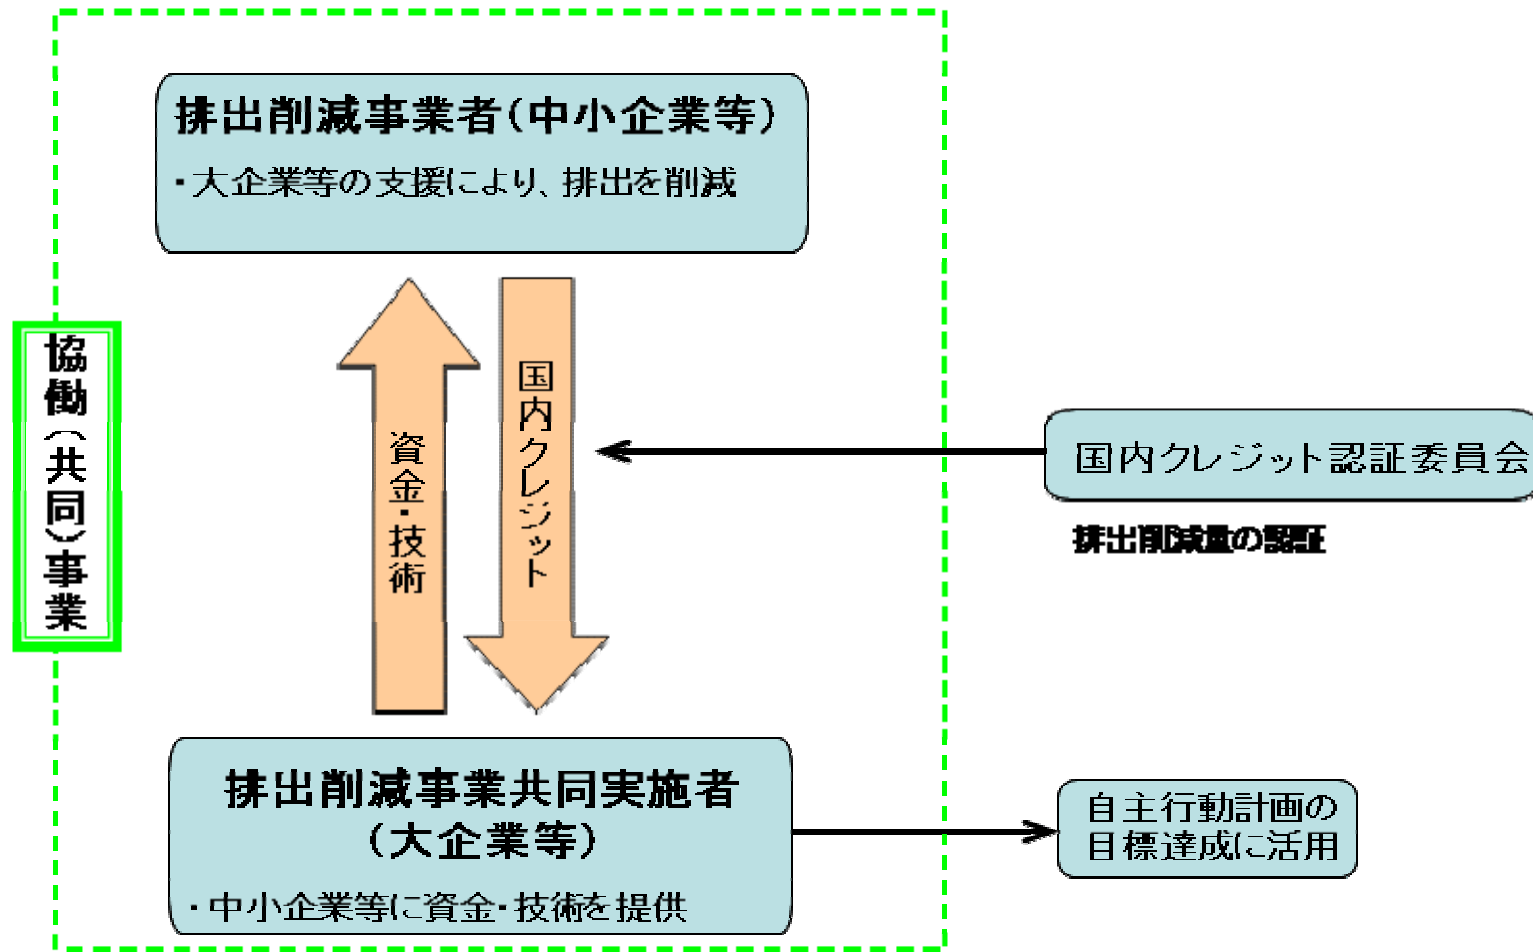 排出削減事業者(中小企業等)
・大企業等の支援により、排出を削減
協働(共同)事業
資金・技術
国内クレジット
国内クレジット認証委員会
排出削減量の認証
排出削減事業共同実施者
(大企業等)
・中小企業等に資金・技術を提供
自主行動計画の
目標達成に活用